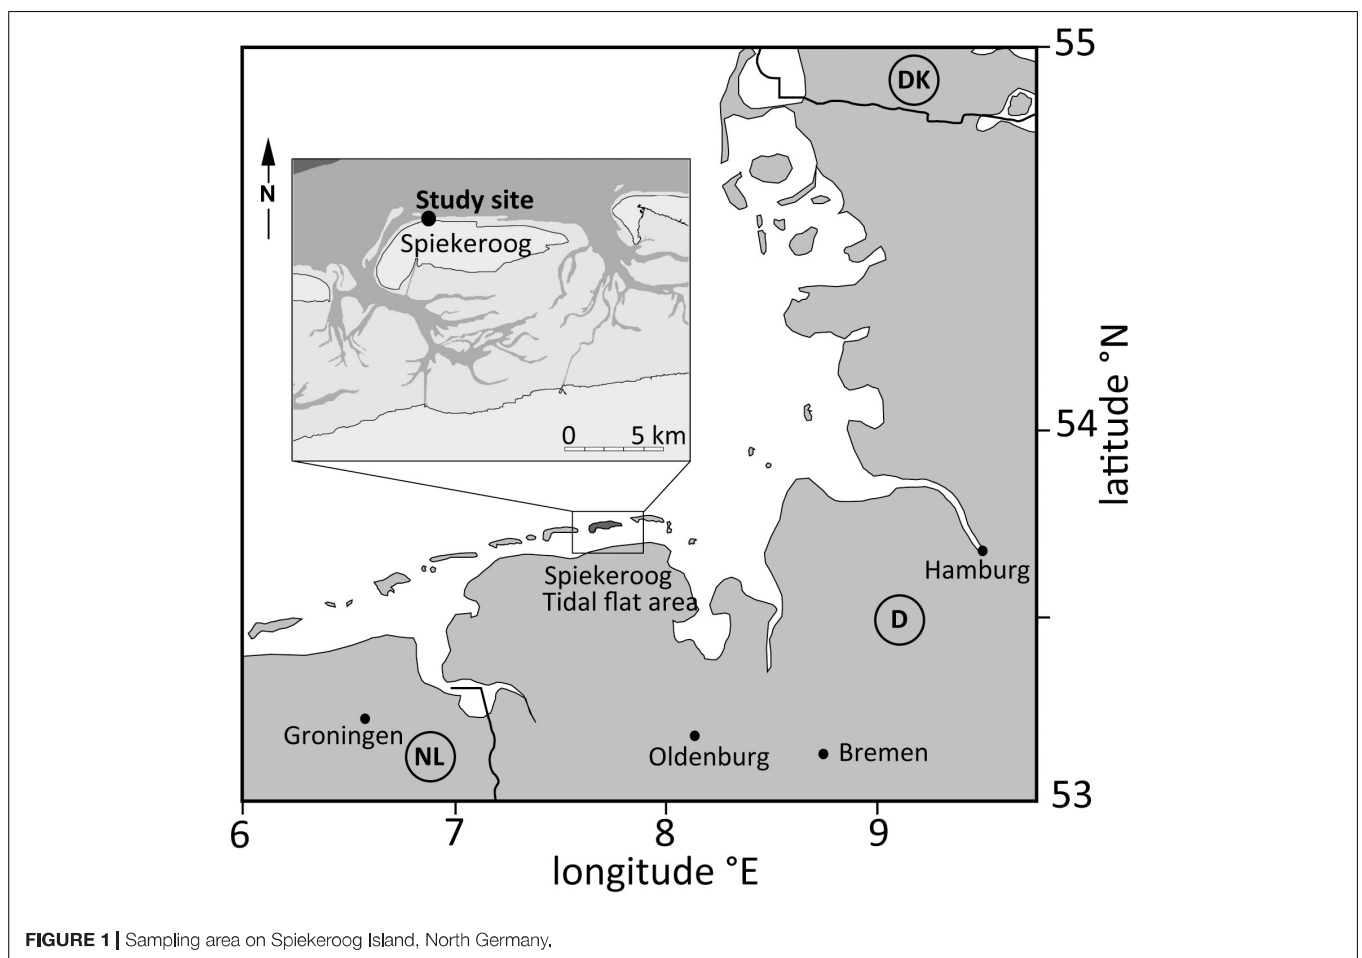 55
DK
N
Study site
Spiekeroog
0 5 km
54
latitude °N
Hamburg
Spiekeroog
Tidal flat area
D
Groningen
NL
Oldenburg
Bremen
53
6 7 8 9
longitude °E
FIGURE 1 | Sampling area on Spiekeroog Island, North Germany.